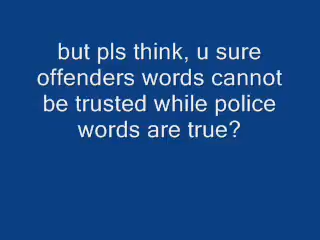 but pls think, u sure
offenders words cannot
be trusted while police
words are true?